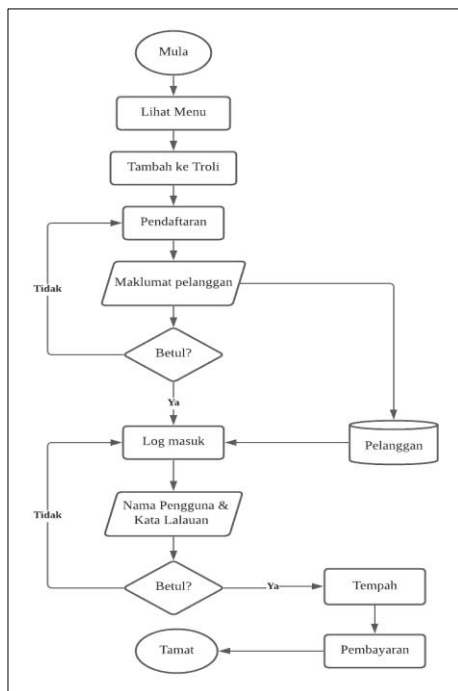 Mula
Lihat Menu
Tambah ke Troli
Pendaftaran
Maklumat pelanggan
Tidak
Betul?
Ya
Log masuk
Pelanggan
Nama Pengguna &
Kata Lalauan
Tidak
Betul?
Ya
Tempah
Tamat
Pembayaran